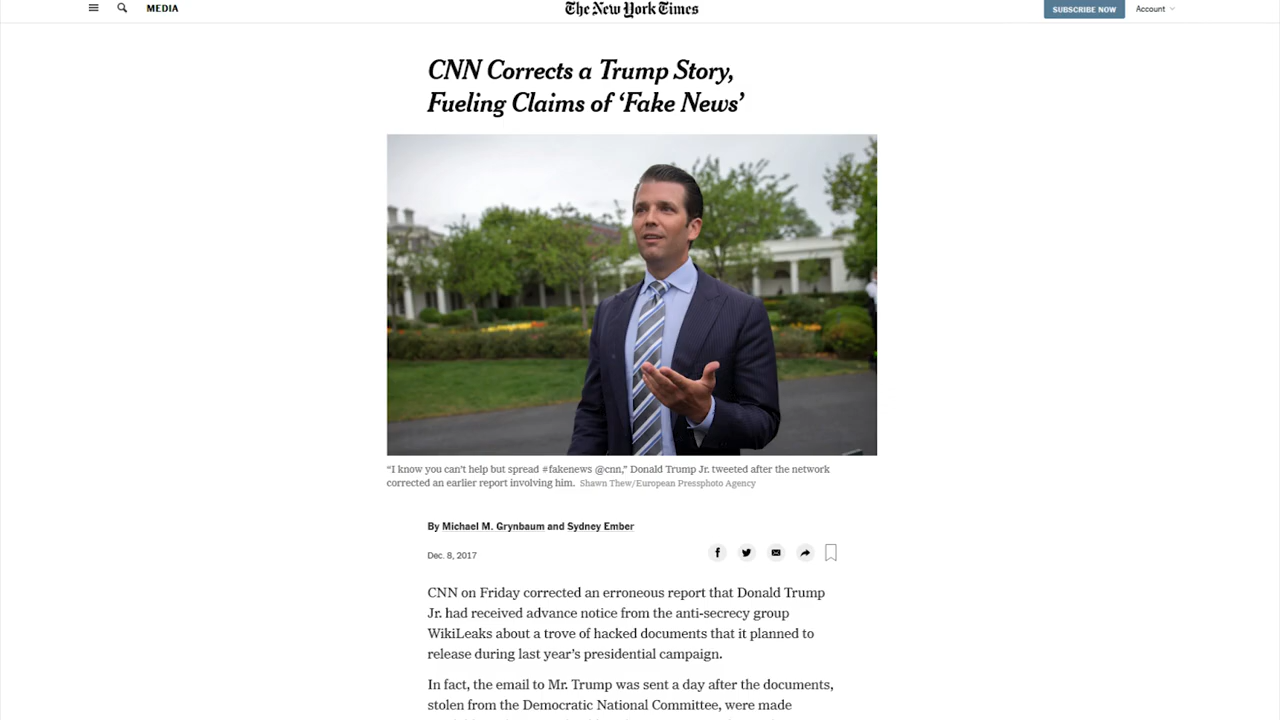 MEDIA
The New York Times
SUBSCRIBE NOW
Account
CNN Corrects a Trump Story,
Fueling Claims of ‘Fake News’
“I know you can’t help but spread #fakenews @cnn,” Donald Trump Jr. tweeted after the network
corrected an earlier report involving him. Shawn Thew/European Pressphoto Agency
By Michael M. Grynbaum and Sydney Ember
Dec. 8, 2017
CNN on Friday corrected an erroneous report that Donald Trump
Jr. had received advance notice from the anti-secrecy group
WikiLeaks about a trove of hacked documents that it planned to
release during last year’s presidential campaign.
In fact, the email to Mr. Trump was sent a day after the documents,
stolen from the Democratic National Committee, were made